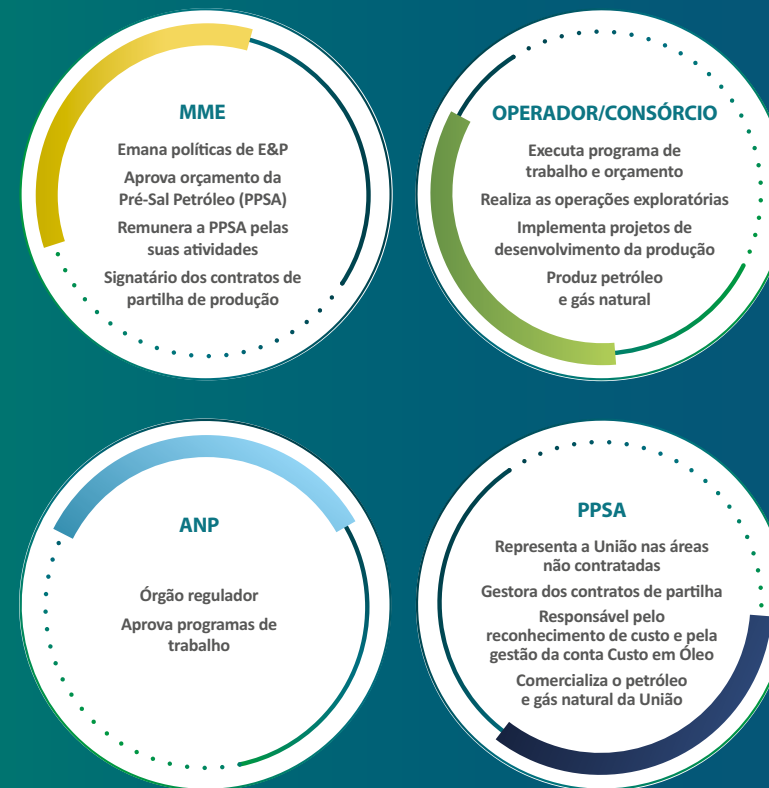 MME
Emana políticas de E&P
Aprova orçamento da
Pré-Sal Petróleo (PPSA)
Remunera a PPSA pelas
suas atividades
Signatário dos contratos de
partilha de produção
OPERADOR/CONSÓRCIO
Executa programa de
trabalho e orçamento
Realiza as operações exploratórias
Implementa projetos de
desenvolvimento da produção
Produz petróleo
e gás natural
ANP
Órgão regulador
Aprova programas de
trabalho
PPSA
Representa a União nas áreas
não contratadas
Gestora dos contratos de partilha
Responsável pelo
reconhecimento de custo e pela
gestão da conta Custo em Óleo
Comercializa o petróleo
e gás natural da União